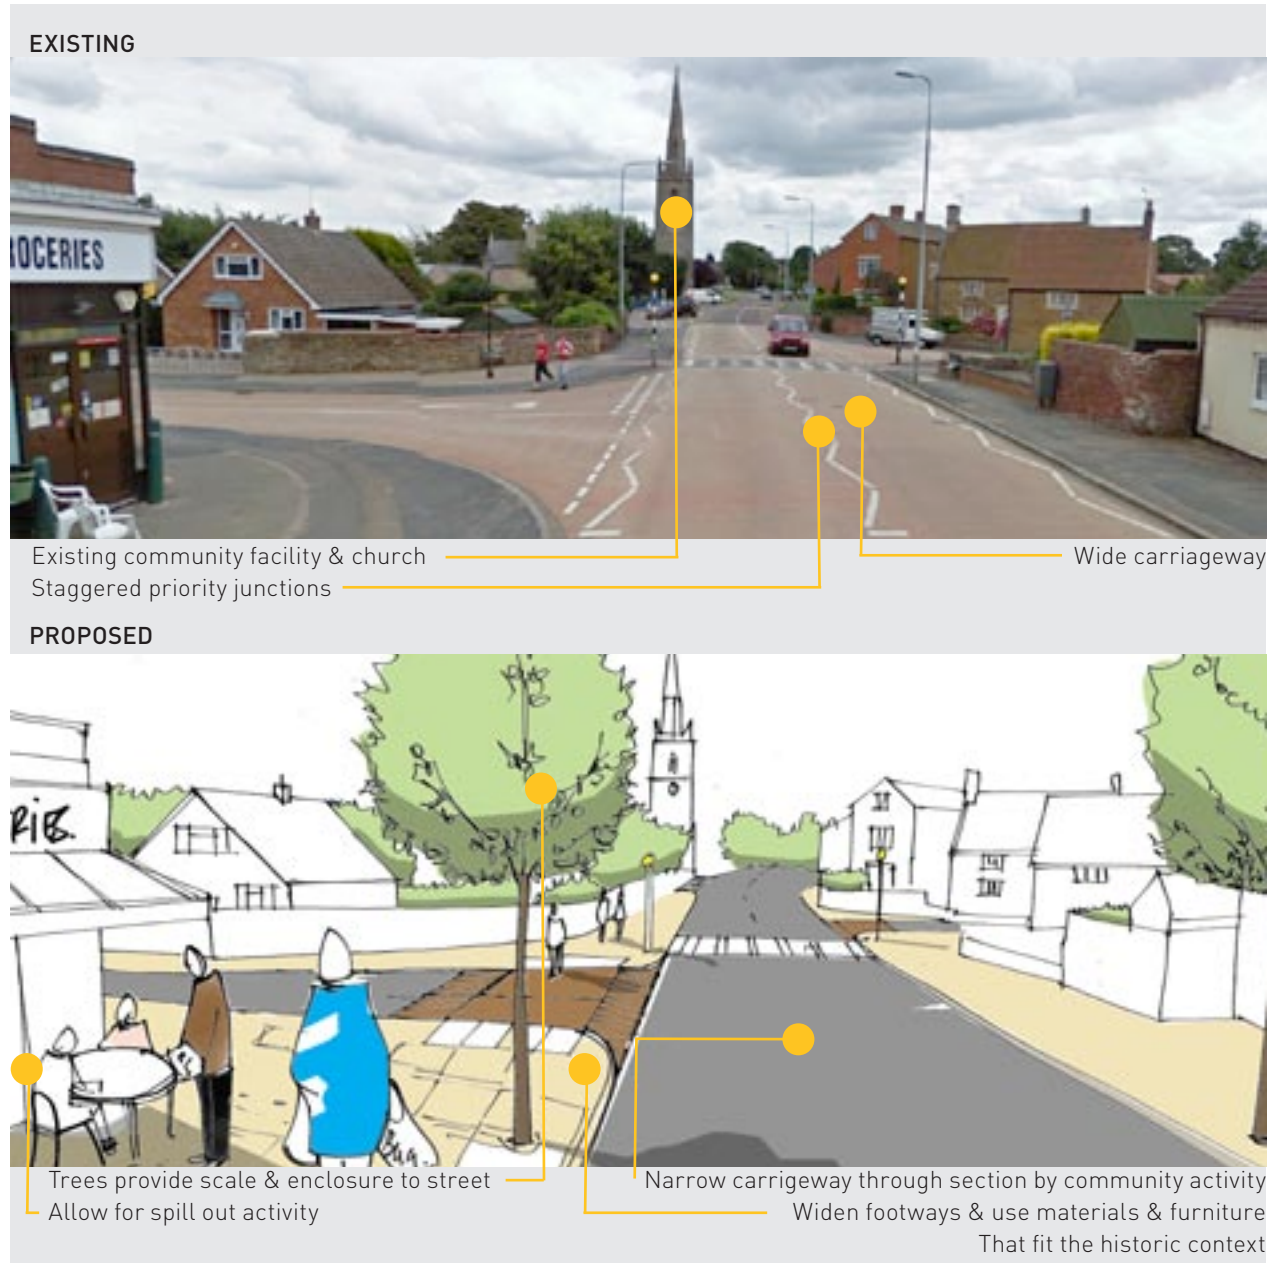 EXISTING
OCERIES
Existing community facility & church
Wide carriageway
Staggered priority junctions
PROPOSED
RIE
Trees provide scale & enclosure to street
Narrow carrigeway through section by community activity
Allow for spill out activity
Widen footways & use materials & furniture
That fit the historic context